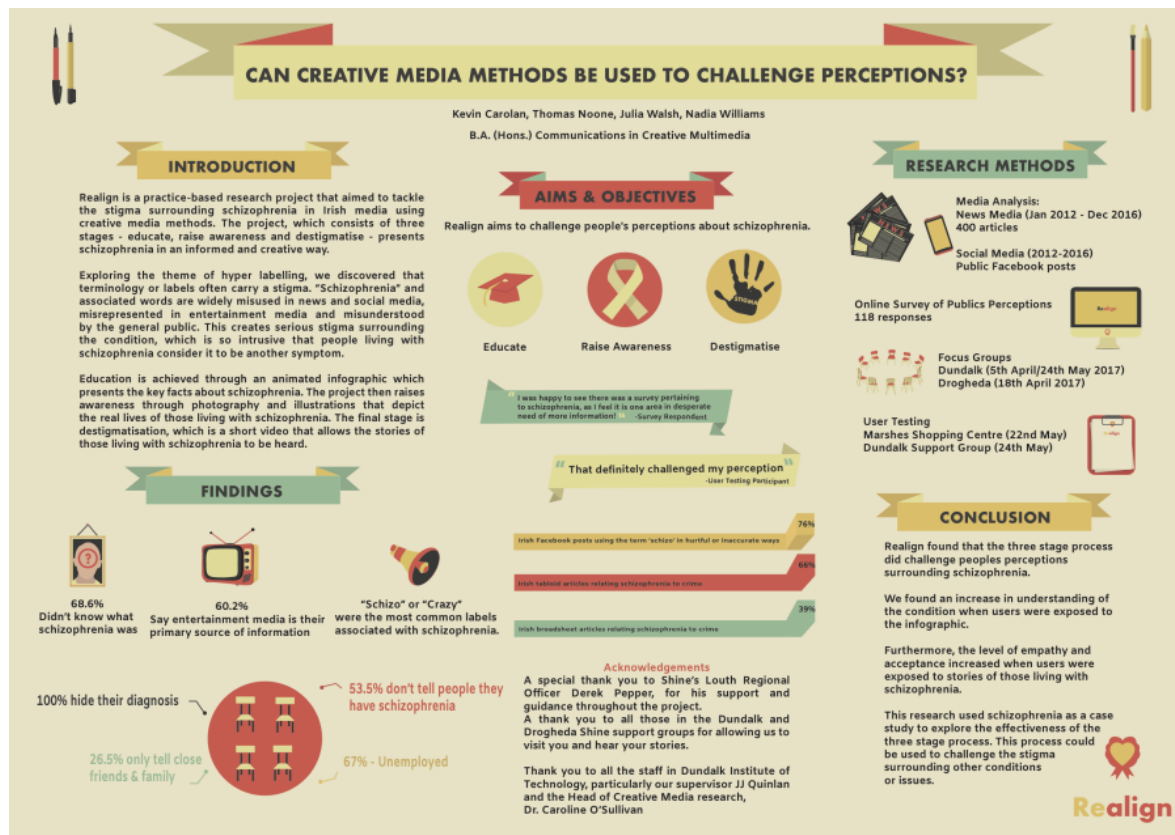 CAN CREATIVE MEDIA METHODS BE USED TO CHALLENGE PERCEPTIONS?
Kevin Carolan, Thomas Noone, Julia Walsh, Nadia Williams
B.A. (Hons.) Communications in Creative Multimedia
INTRODUCTION
Realign is a practice-based research project that aimed to tackle
the stigma surrounding schizophrenia in Irish media using
creative media methods. The project, which consists of three
stages - educate, raise awareness and destigmatise - presents
schizophrenia in an informed and creative way.
Exploring the theme of hyper labelling, we discovered that
terminology or labels often carry a stigma. "Schizophrenia" and
associated words are widely misused in news and social media,
misrepresented in entertainment media and misunderstood
by the general public. This creates serious stigma surrounding
the condition, which is so intrusive that people living with
schizophrenia consider it to be another symptom.
Education is achieved through an animated infographic which
presents the key facts about schizophrenia. The project then raises
awareness through photography and illustrations that depict
the real lives of those living with schizophrenia. The final stage is
destigmatisation, which is a short video that allows the stories of
those living with schizophrenia to be heard.
FINDINGS
?
68.6%
Didn't know what
schizophrenia was
60.2%
Say entertainment media is their
primary source of information
"Schizo" or "Crazy"
were the most common labels
associated with schizophrenia.
100% hide their diagnosis
53.5% don't tell people they
have schizophrenia
26.5% only tell close
friends & family
67% - Unemployed
AIMS & OBJECTIVES
Realign aims to challenge people's perceptions about schizophrenia.
STIGMA
Educate
Raise Awareness
Destigmatise
" I was happy to see there was a survey pertaining
to schizophrenia, as I feel it is one area in desperate
need of more information! " -Survey Respondent
" That definitely challenged my perception "
-User Testing Participant
76%
Irish Facebook posts using the term 'schizo' in hurtful or inaccurate ways
66%
Irish tabloid articles relating schizophrenia to crime
39%
Irish broadsheet articles relating schizophrenia to crime
Acknowledgements
A special thank you to Shine's Louth Regional
Officer Derek Pepper, for his support and
guidance throughout the project.
A thank you to all those in the Dundalk and
Drogheda Shine support groups for allowing us to
visit you and hear your stories.
Thank you to all the staff in Dundalk Institute of
Technology, particularly our supervisor JJ Quinlan
and the Head of Creative Media research,
Dr. Caroline O'Sullivan
RESEARCH METHODS
NEWS
Media Analysis:
News Media (Jan 2012 - Dec 2016)
400 articles
Social Media (2012-2016)
Public Facebook posts
Online Survey of Publics Perceptions
118 responses
Realign
Focus Groups
Dundalk (5th April/24th May 2017)
Drogheda (18th April 2017)
User Testing
Marshes Shopping Centre (22nd May)
Dundalk Support Group (24th May)
Realign
CONCLUSION
Realign found that the three stage process
did challenge peoples perceptions
surrounding schizophrenia.
We found an increase in understanding of
the condition when users were exposed to
the infographic.
Furthermore, the level of empathy and
acceptance increased when users were
exposed to stories of those living with
schizophrenia.
This research used schizophrenia as a case
study to explore the effectiveness of the
three stage process. This process could
be used to challenge the stigma
surrounding other conditions
or issues.
Realign